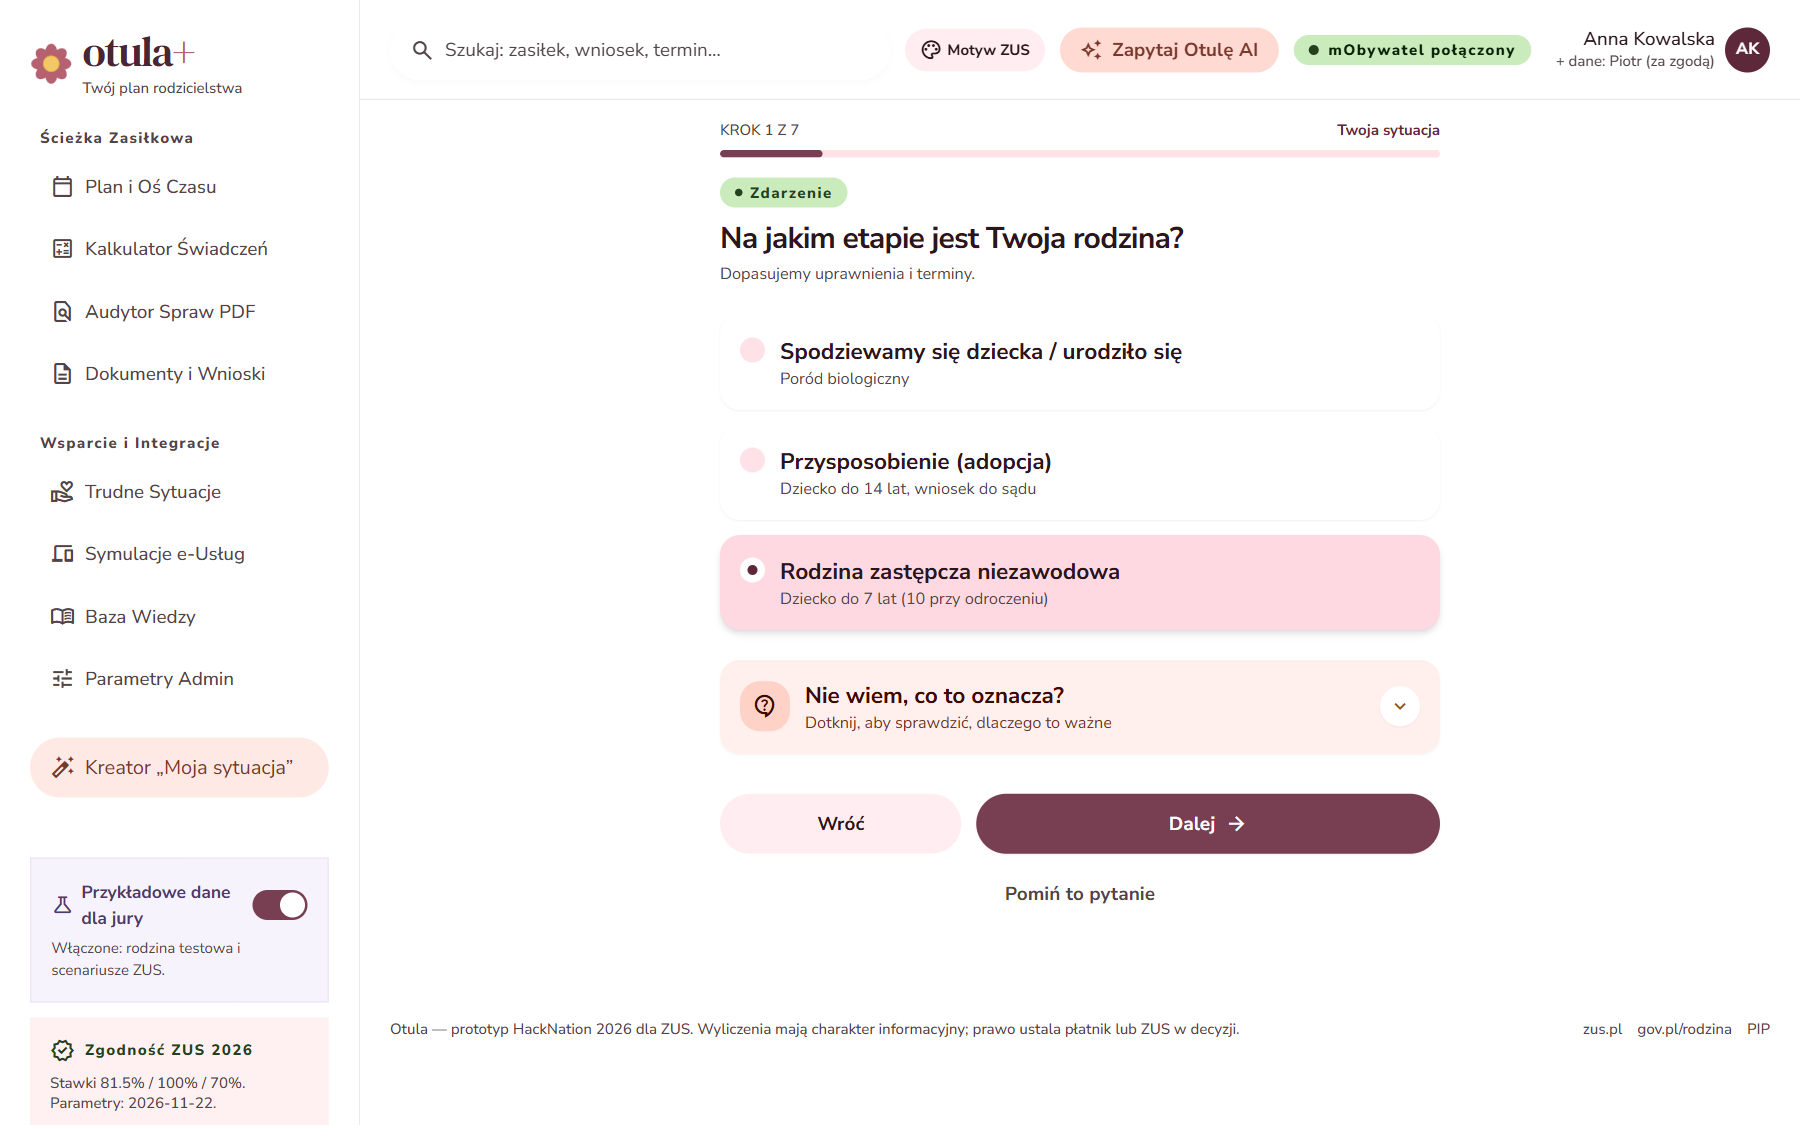 otula+
Twój plan rodzicielstwa
Ścieżka Zasiłkowa
Plan i Oś Czasu
Kalkulator Świadczeń
Audytor Spraw PDF
Dokumenty i Wnioski
Wsparcie i Integracje
Trudne Sytuacje
Symulacje e-Usług
Baza Wiedzy
Parametry Admin
Kreator „Moja sytuacja”
Przykładowe dane
dla jury
Włączone: rodzina testowa i
scenariusze ZUS.
Zgodność ZUS 2026
Stawki 81.5% / 100% / 70%.
Parametry: 2026-11-22.
Szukaj: zasiłek, wniosek, termin...
Motyw ZUS
Zapytaj Otulę AI
mObywatel połączony
Anna Kowalska
+ dane: Piotr (za zgodą)
AK
KROK 1 Z 7
Twoja sytuacja
Zdarzenie
Na jakim etapie jest Twoja rodzina?
Dopasujemy uprawnienia i terminy.
Spodziewamy się dziecka / urodziło się
Poród biologiczny
Przysposobienie (adopcja)
Dziecko do 14 lat, wniosek do sądu
Rodzina zastępcza niezawodowa
Dziecko do 7 lat (10 przy odroczeniu)
Nie wiem, co to oznacza?
Dotknij, aby sprawdzić, dlaczego to ważne
Wróć
Dalej →
Pomiń to pytanie
Otula — prototyp HackNation 2026 dla ZUS. Wyliczenia mają charakter informacyjny; prawo ustala płatnik lub ZUS w decyzji.
zus.pl gov.pl/rodzina PIP